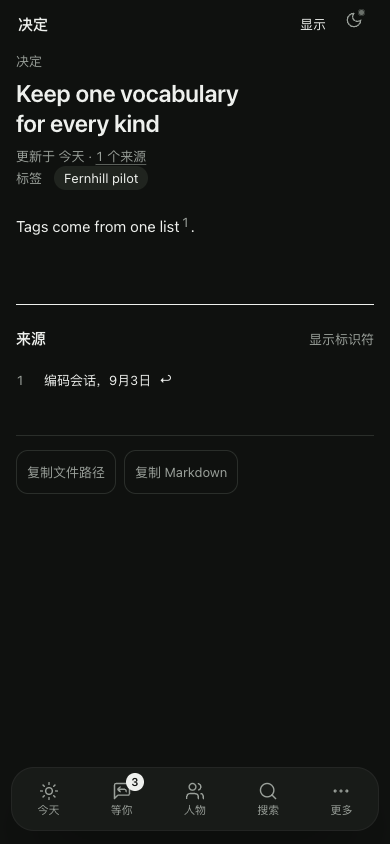 决定
显示
决定
Keep one vocabulary
for every kind
更新于 今天 · 1 个来源
标签 Fernhill pilot
Tags come from one list 1 .
来源
显示标识符
1 编码会话，9月3日 ↩
复制文件路径
复制 Markdown
3
今天
等你
人物
搜索
更多